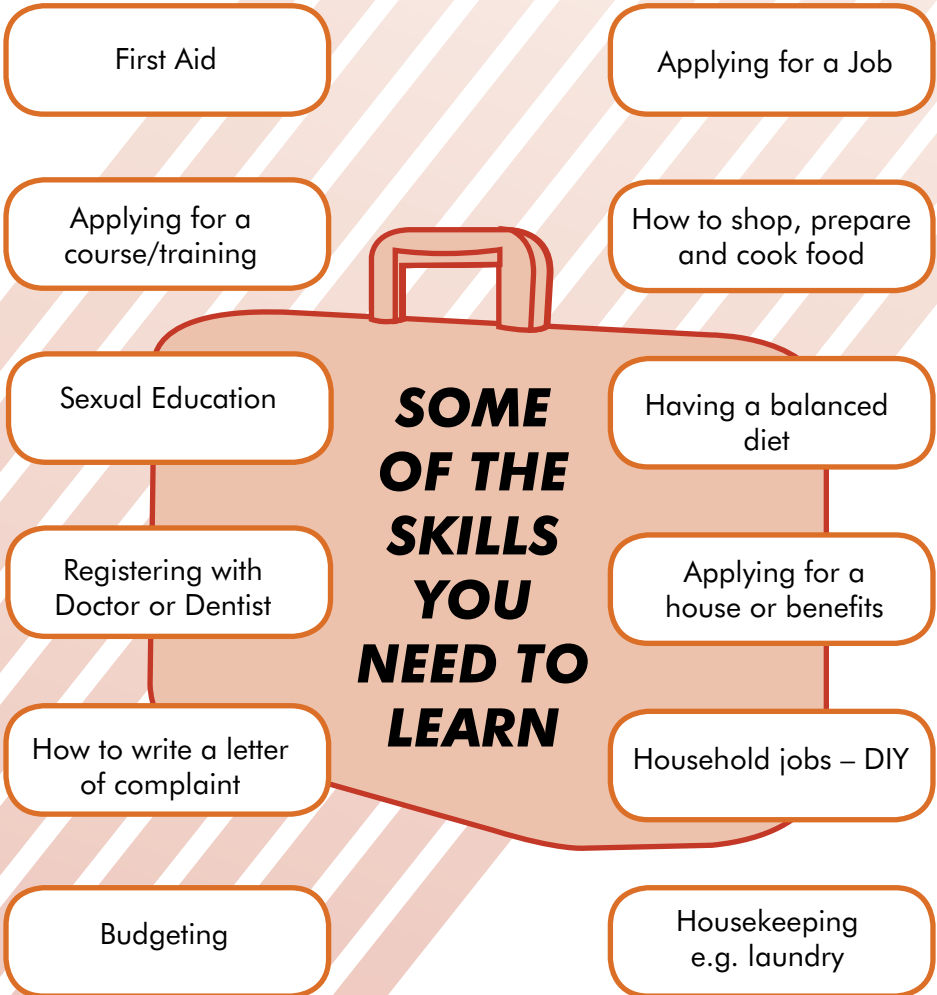 First Aid
Applying for a Job
Applying for a
course/training
How to shop, prepare
and cook food
Sexual Education
Having a balanced
diet
SOME
OF THE
SKILLS
YOU
NEED TO
LEARN
Registering with
Doctor or Dentist
Applying for a
house or benefits
How to write a letter
of complaint
Household jobs – DIY
Budgeting
Housekeeping
e.g. laundry